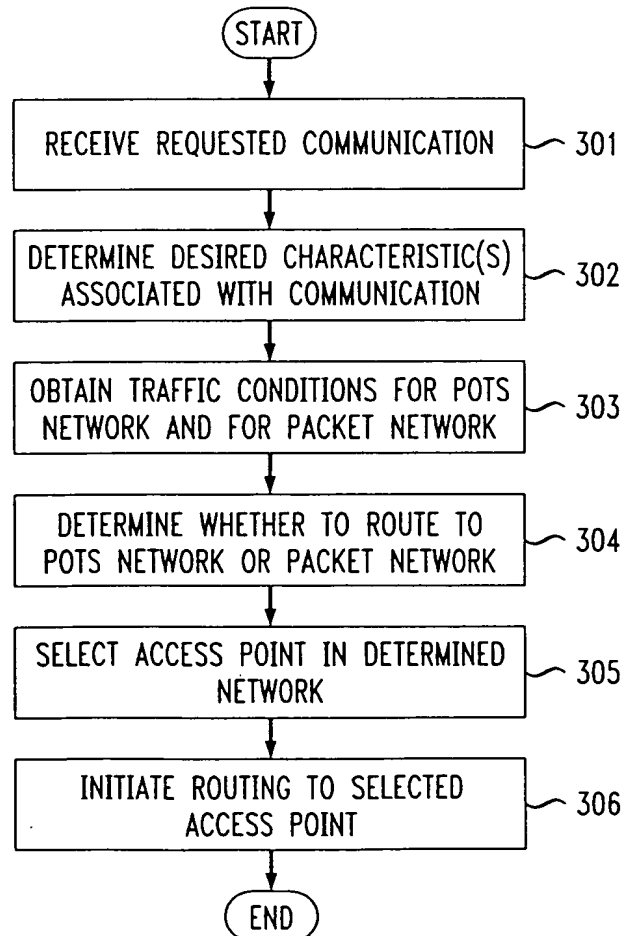 START
RECEIVE REQUESTED COMMUNICATION
301
DETERMINE DESIRED CHARACTERISTIC(S)
ASSOCIATED WITH COMMUNICATION
302
OBTAIN TRAFFIC CONDITIONS FOR POTS
NETWORK AND FOR PACKET NETWORK
303
DETERMINE WHETHER TO ROUTE TO
POTS NETWORK OR PACKET NETWORK
304
SELECT ACCESS POINT IN DETERMINED
NETWORK
305
INITIATE ROUTING TO SELECTED
ACCESS POINT
306
END